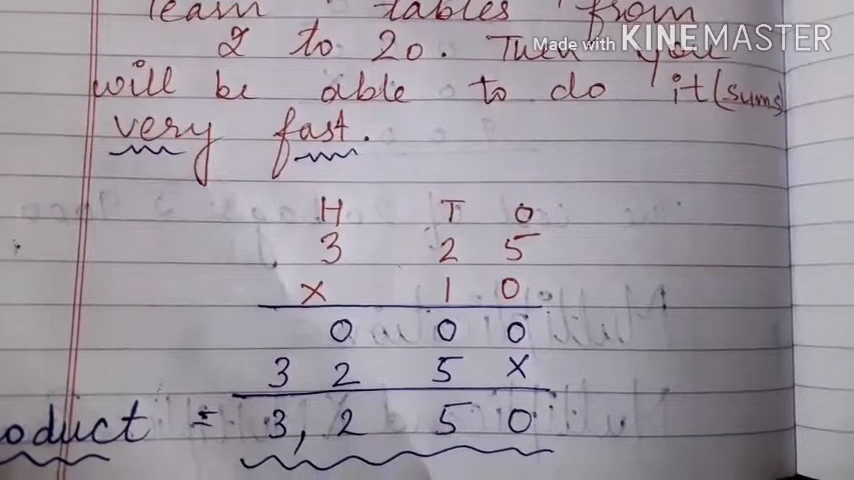 learn tables from
2 to 20. Then you
Made with KINEMASTER
will be able to do it (sums)
very fast.
H T O
3 2 5
x 1 0
0 0 0
3 2 5 x
oduct = 3,2 5 0